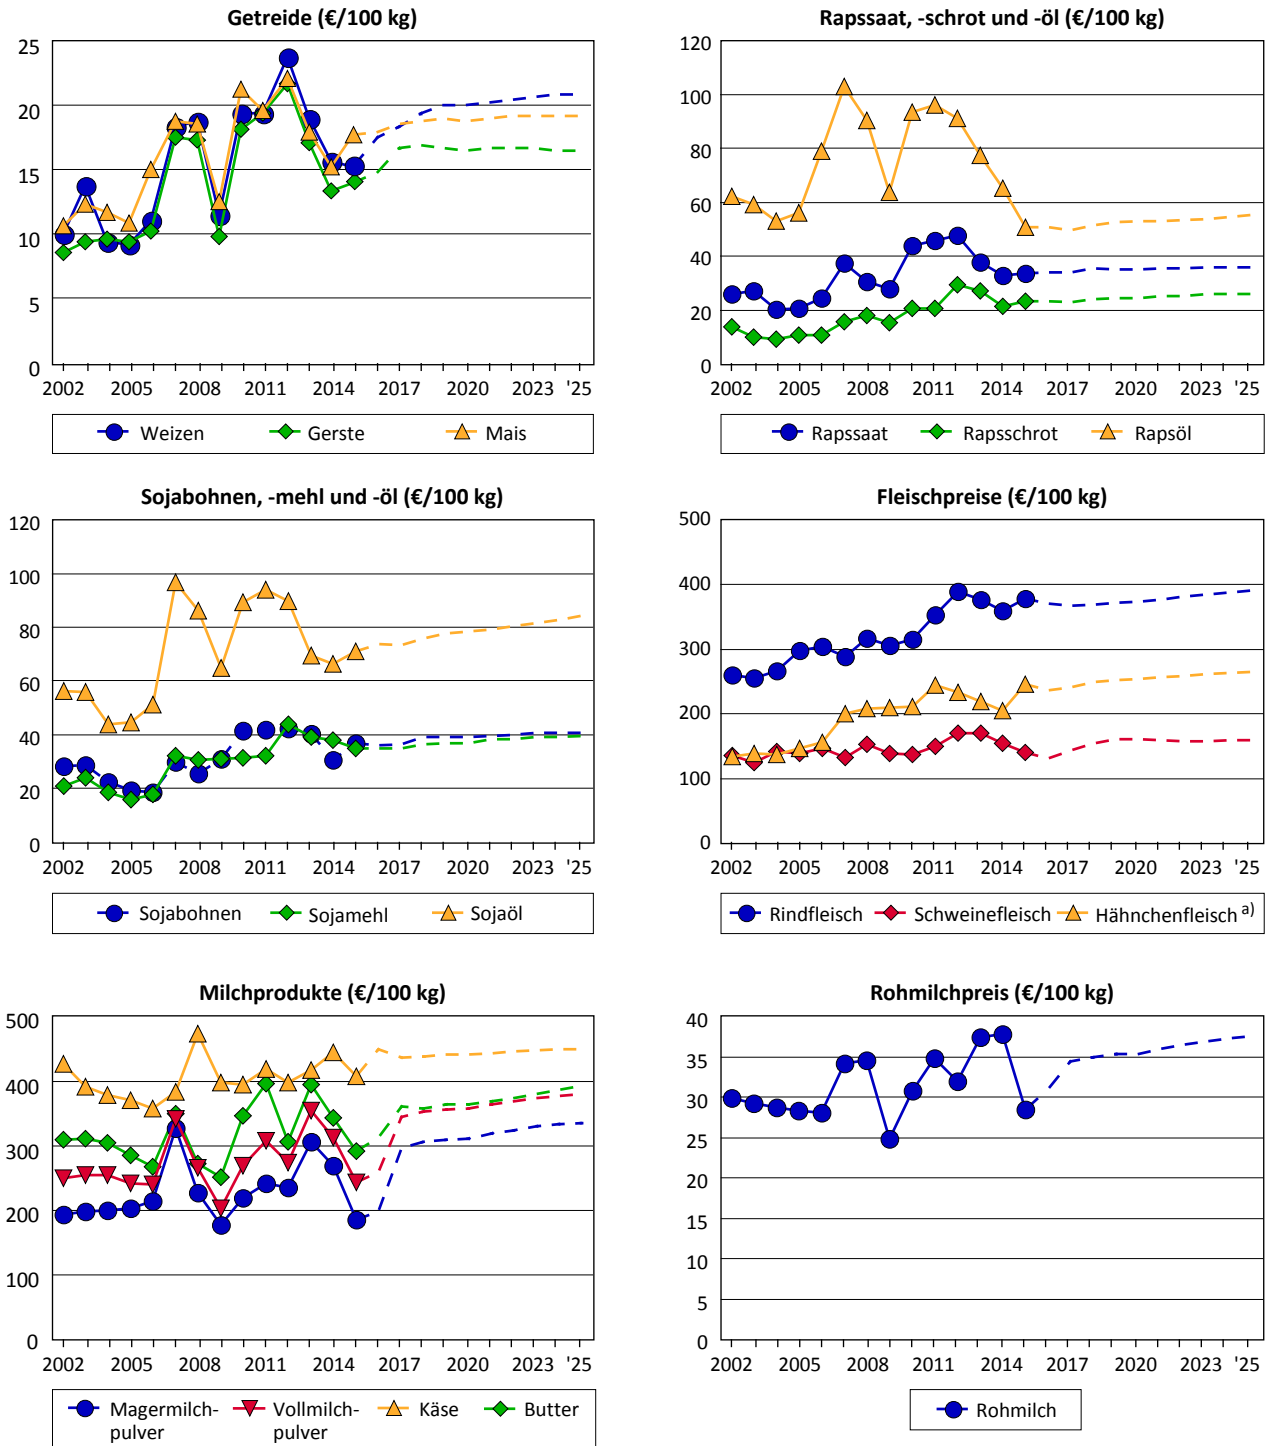 Getreide (€/100 kg)
25
20
15
10
5
0
2002 2005 2008 2011 2014 2017 2020 2023 '25
Weizen Gerste Mais
Rapssaat, -schrot und -öl (€/100 kg)
120
100
80
60
40
20
0
2002 2005 2008 2011 2014 2017 2020 2023 '25
Rapssaat Rapsschrot Rapsöl
Sojabohnen, -mehl und -öl (€/100 kg)
120
100
80
60
40
20
0
2002 2005 2008 2011 2014 2017 2020 2023 '25
Sojabohnen Sojamehl Sojaöl
Fleischpreise (€/100 kg)
500
400
300
200
100
0
2002 2005 2008 2011 2014 2017 2020 2023 '25
Rindfleisch Schweinefleisch Hähnchenfleisch a)
Milchprodukte (€/100 kg)
500
400
300
200
100
0
2002 2005 2008 2011 2014 2017 2020 2023 '25
Magermilch-
pulver
Vollmilch-
pulver
Käse
Butter
Rohmilchpreis (€/100 kg)
40
35
30
25
20
15
10
5
0
2002 2005 2008 2011 2014 2017 2020 2023 '25
Rohmilch